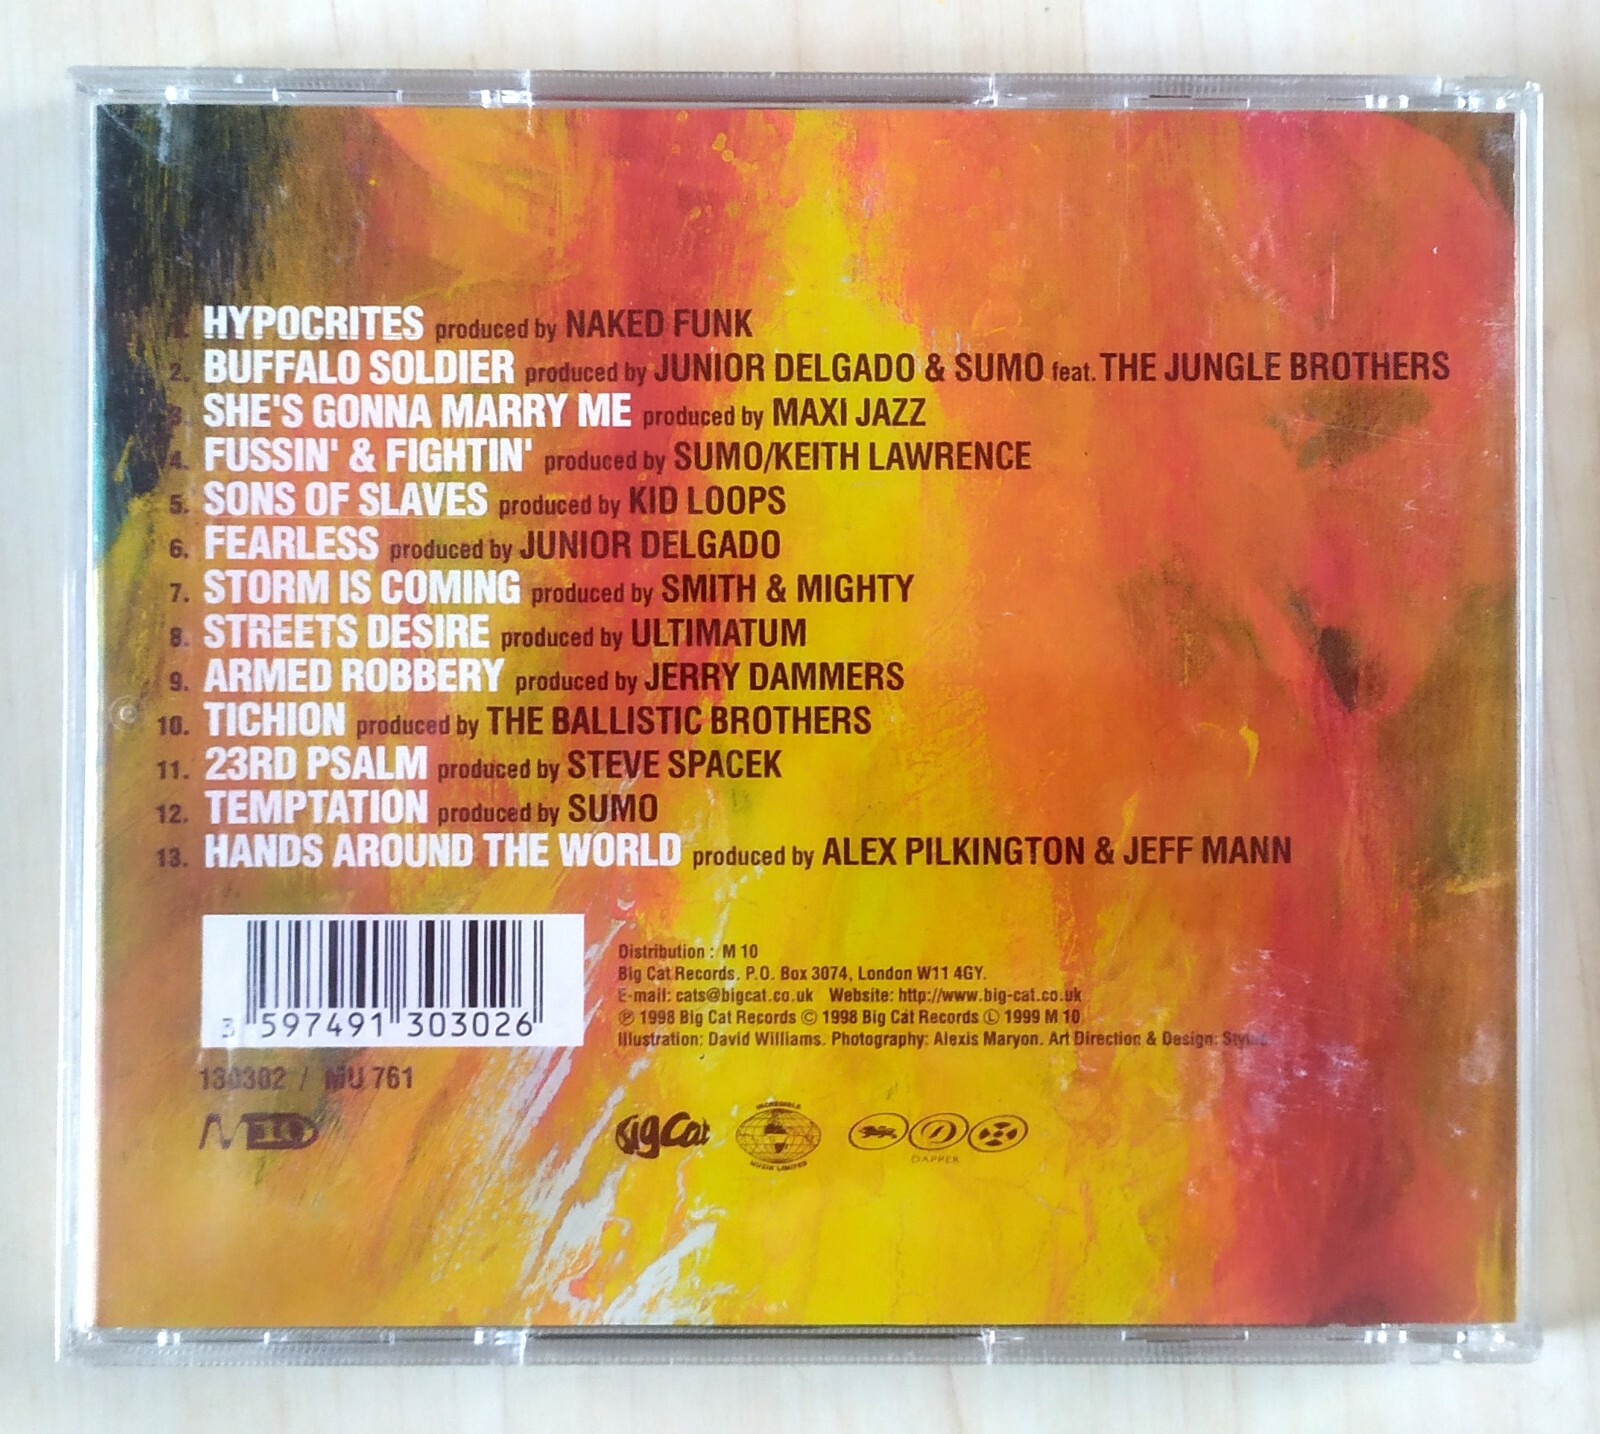 1. HYPOCRITES produced by NAKED FUNK
2. BUFFALO SOLDIER produced by JUNIOR DELGADO & SUMO feat. THE JUNGLE BROTHERS
3. SHE'S GONNA MARRY ME produced by MAXI JAZZ
4. FUSSIN' & FIGHTIN' produced by SUMO/KEITH LAWRENCE
5. SONS OF SLAVES produced by KID LOOPS
6. FEARLESS produced by JUNIOR DELGADO
7. STORM IS COMING produced by SMITH & MIGHTY
8. STREETS DESIRE produced by ULTIMATUM
9. ARMED ROBBERY produced by JERRY DAMMERS
10. TICHION produced by THE BALLISTIC BROTHERS
11. 23RD PSALM produced by STEVE SPACEK
12. TEMPTATION produced by SUMO
13. HANDS AROUND THE WORLD produced by ALEX PILKINGTON & JEFF MANN
3 597491 303026
130302 / MU 761
M10
Distribution : M 10
Big Cat Records. P.O. Box 3074, London W11 4GY.
E-mail: cats@bigcat.co.uk Website: http://www.big-cat.co.uk
℗ 1998 Big Cat Records © 1998 Big Cat Records Ⓛ 1999 M 10
Illustration: David Williams. Photography: Alexis Maryon. Art Direction & Design:
BigCat
INCREDIBLE
MUZIK LIMITED
D
DAPPER